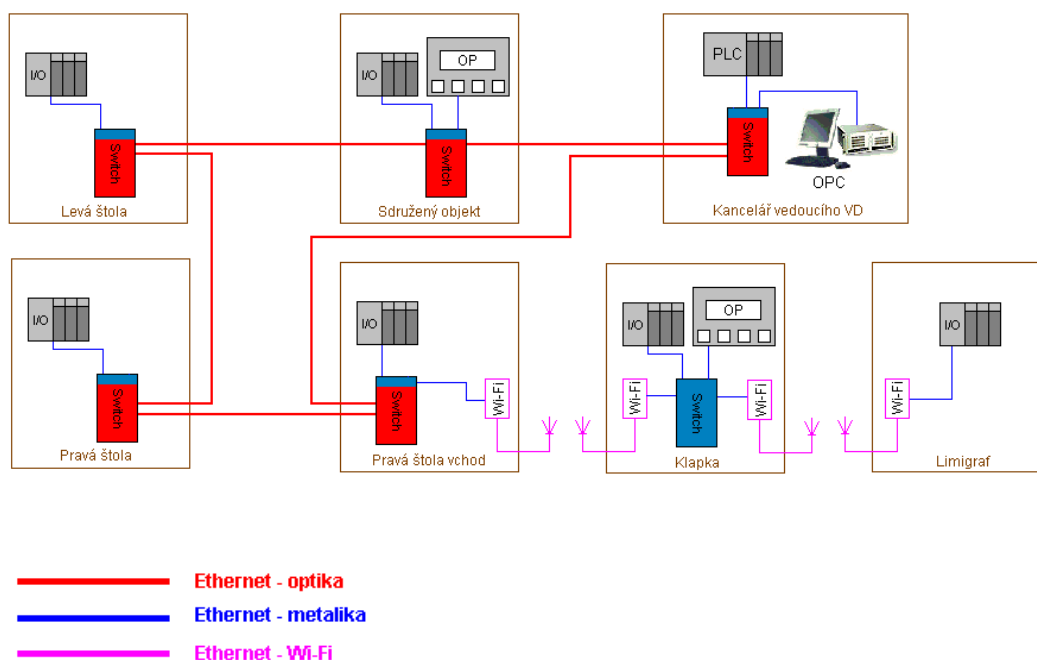 I/O
Switch
Levá štola
I/O
OP
Switch
Sdružený objekt
PLC
Switch
OPC
Kancelář vedoucího VD
I/O
Switch
Pravá štola
I/O
Switch
Wi-Fi
Pravá štola vchod
I/O
OP
Wi-Fi
Switch
Wi-Fi
Klapka
I/O
Wi-Fi
Limigraf
Ethernet - optika
Ethernet - metalika
Ethernet - Wi-Fi